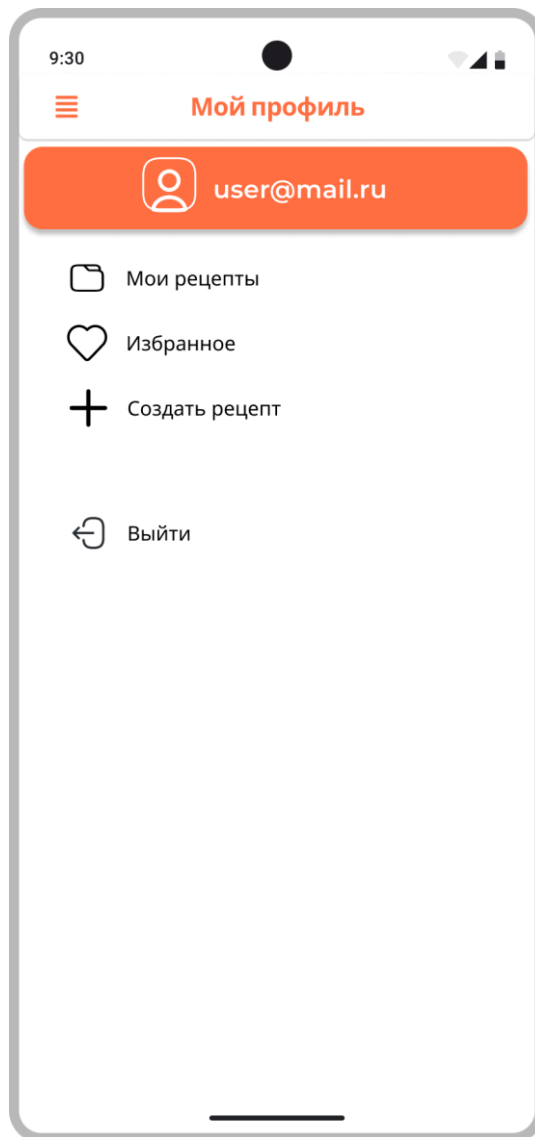 9:30
Мой профиль
user@mail.ru
Мои рецепты
Избранное
Создать рецепт
Выйти